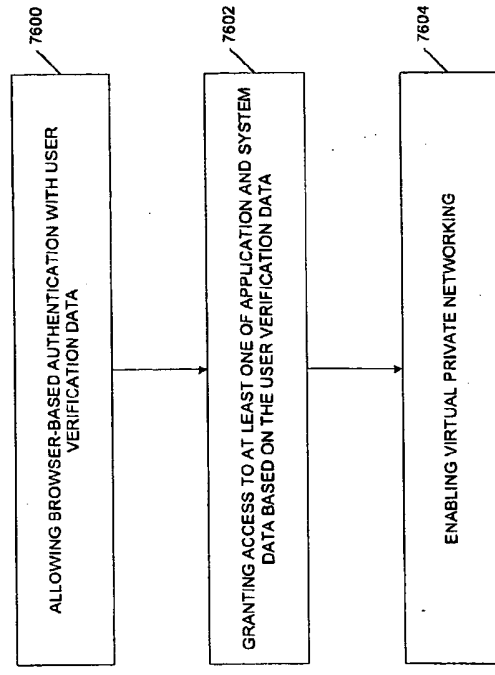 7600
ALLOWING BROWSER-BASED AUTHENTICATION WITH USER
VERIFICATION DATA
7602
GRANTING ACCESS TO AT LEAST ONE OF APPLICATION AND SYSTEM
DATA BASED ON THE USER VERIFICATION DATA
7604
ENABLING VIRTUAL PRIVATE NETWORKING